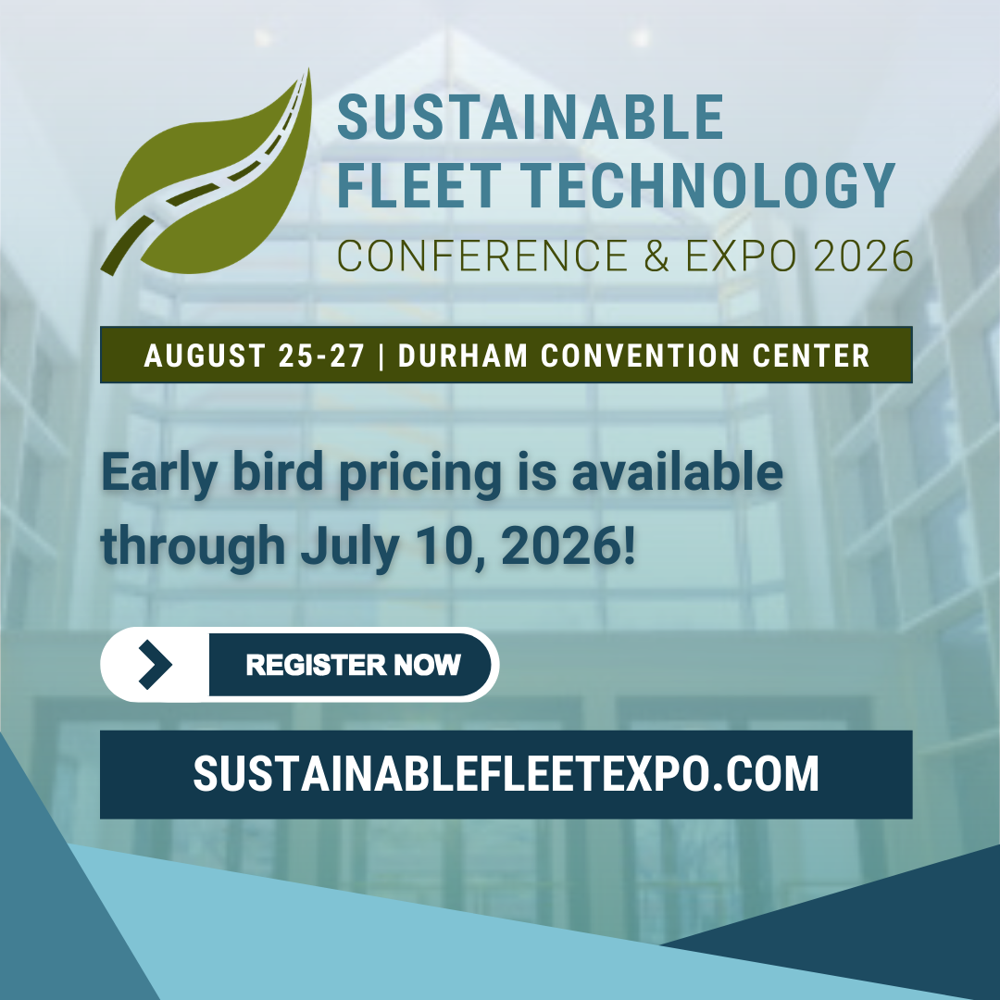 SUSTAINABLE
FLEET TECHNOLOGY
CONFERENCE & EXPO 2026
AUGUST 25-27 | DURHAM CONVENTION CENTER
Early bird pricing is available
through July 10, 2026!
REGISTER NOW
SUSTAINABLEFLEETEXPO.COM